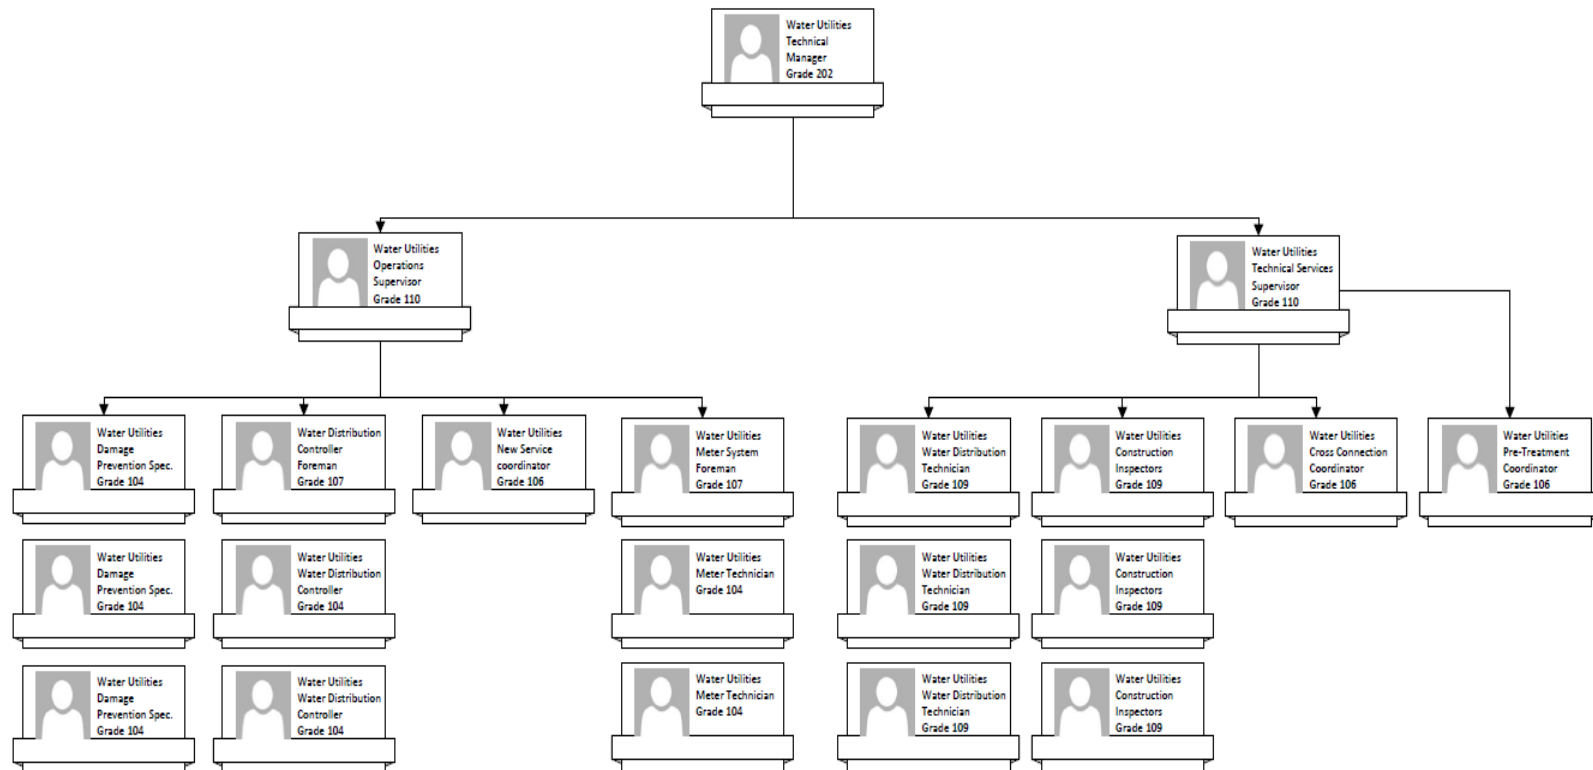 Water Utilities
Technical
Manager
Grade 202
Water Utilities
Operations
Supervisor
Grade 110
Water Utilities
Technical Services
Supervisor
Grade 110
Water Utilities
Damage
Prevention Spec.
Grade 104
Water Distribution
Controller
Foreman
Grade 107
Water Utilities
New Service
coordinator
Grade 106
Water Utilities
Meter System
Foreman
Grade 107
Water Utilities
Water Distribution
Technician
Grade 109
Water Utilities
Construction
Inspectors
Grade 109
Water Utilities
Cross Connection
Coordinator
Grade 106
Water Utilities
Pre-Treatment
Coordinator
Grade 106
Water Utilities
Damage
Prevention Spec.
Grade 104
Water Utilities
Water Distribution
Controller
Grade 104
Water Utilities
Meter Technician
Grade 104
Water Utilities
Water Distribution
Technician
Grade 109
Water Utilities
Construction
Inspectors
Grade 109
Water Utilities
Damage
Prevention Spec.
Grade 104
Water Utilities
Water Distribution
Controller
Grade 104
Water Utilities
Meter Technician
Grade 104
Water Utilities
Water Distribution
Technician
Grade 109
Water Utilities
Construction
Inspectors
Grade 109